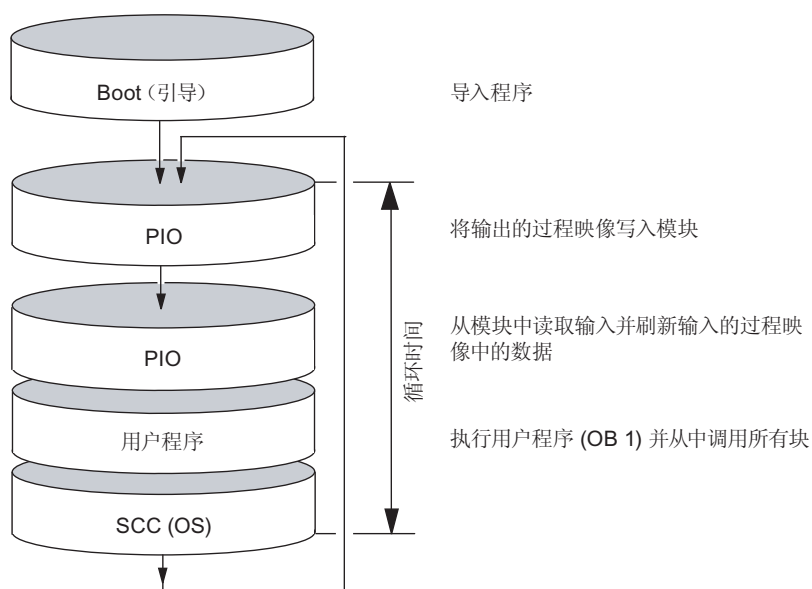 Boot（引导）
导入程序
PIO
将输出的过程映像写入模块
PIO
从模块中读取输入并刷新输入的过程映
像中的数据
循环时间
用户程序
执行用户程序 (OB 1) 并从中调用所有块
SCC (OS)